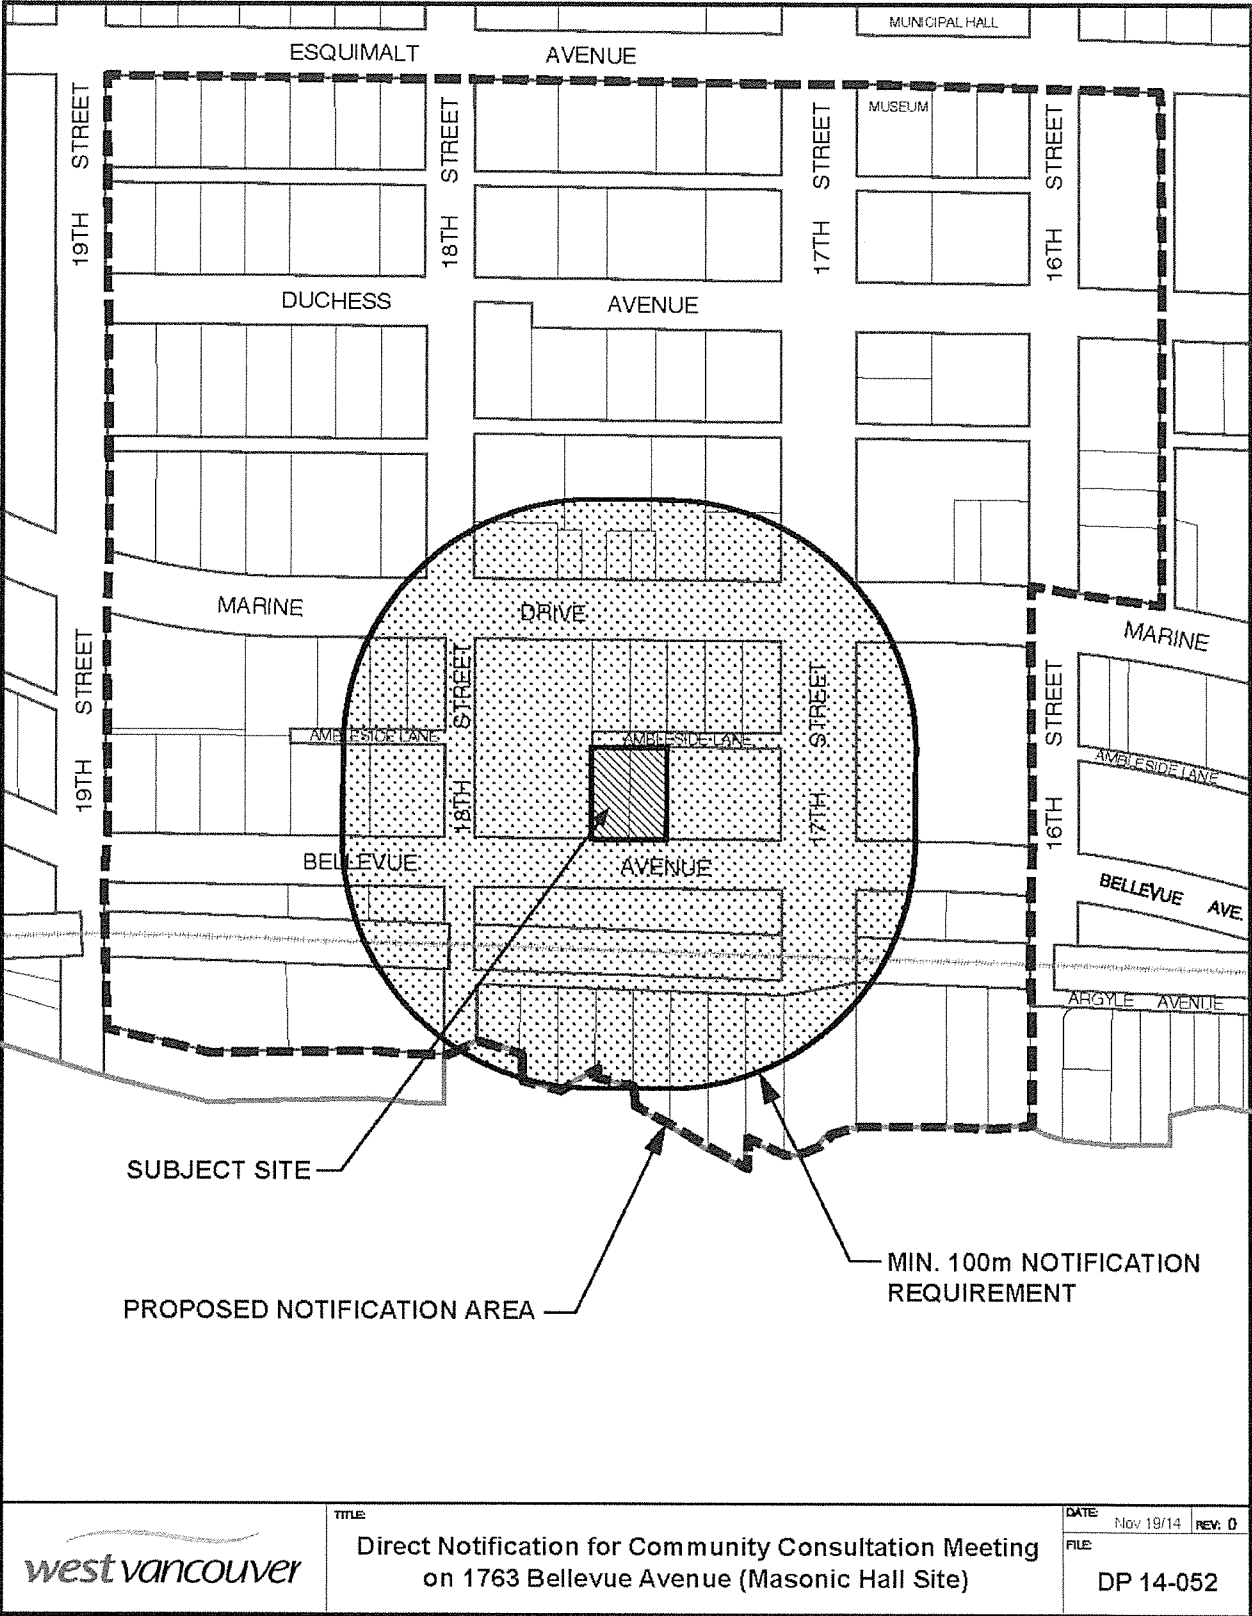 MUNICIPAL HALL
ESQUIMALT AVENUE
19TH STREET
18TH STREET
17TH STREET
MUSEUM
16TH STREET
DUCHESS AVENUE
MARINE DRIVE
MARINE
19TH STREET
18TH STREET
17TH STREET
16TH STREET
AMBLESIDE LANE
AMBLESIDE LANE
AMBLESIDE LANE
BELLEVUE AVENUE
BELLEVUE AVE.
ARGYLE AVENUE
SUBJECT SITE
MIN. 100m NOTIFICATION
REQUIREMENT
PROPOSED NOTIFICATION AREA
west vancouver
TITLE:
Direct Notification for Community Consultation Meeting
on 1763 Bellevue Avenue (Masonic Hall Site)
DATE: Nov 19/14 REV: 0
FILE:
DP 14-052